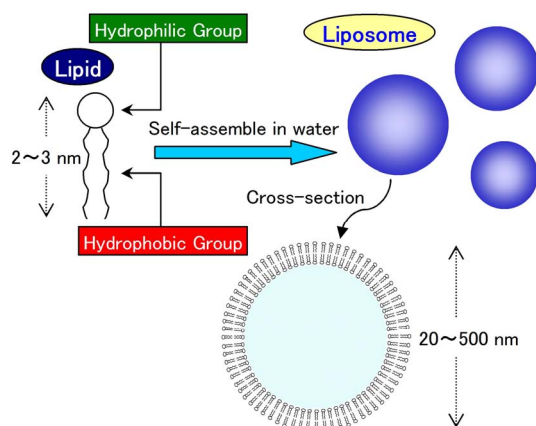 Hydrophilic Group
Liposome
Lipid
Self-assemble in water
2～3 nm
Cross-section
Hydrophobic Group
20～500 nm